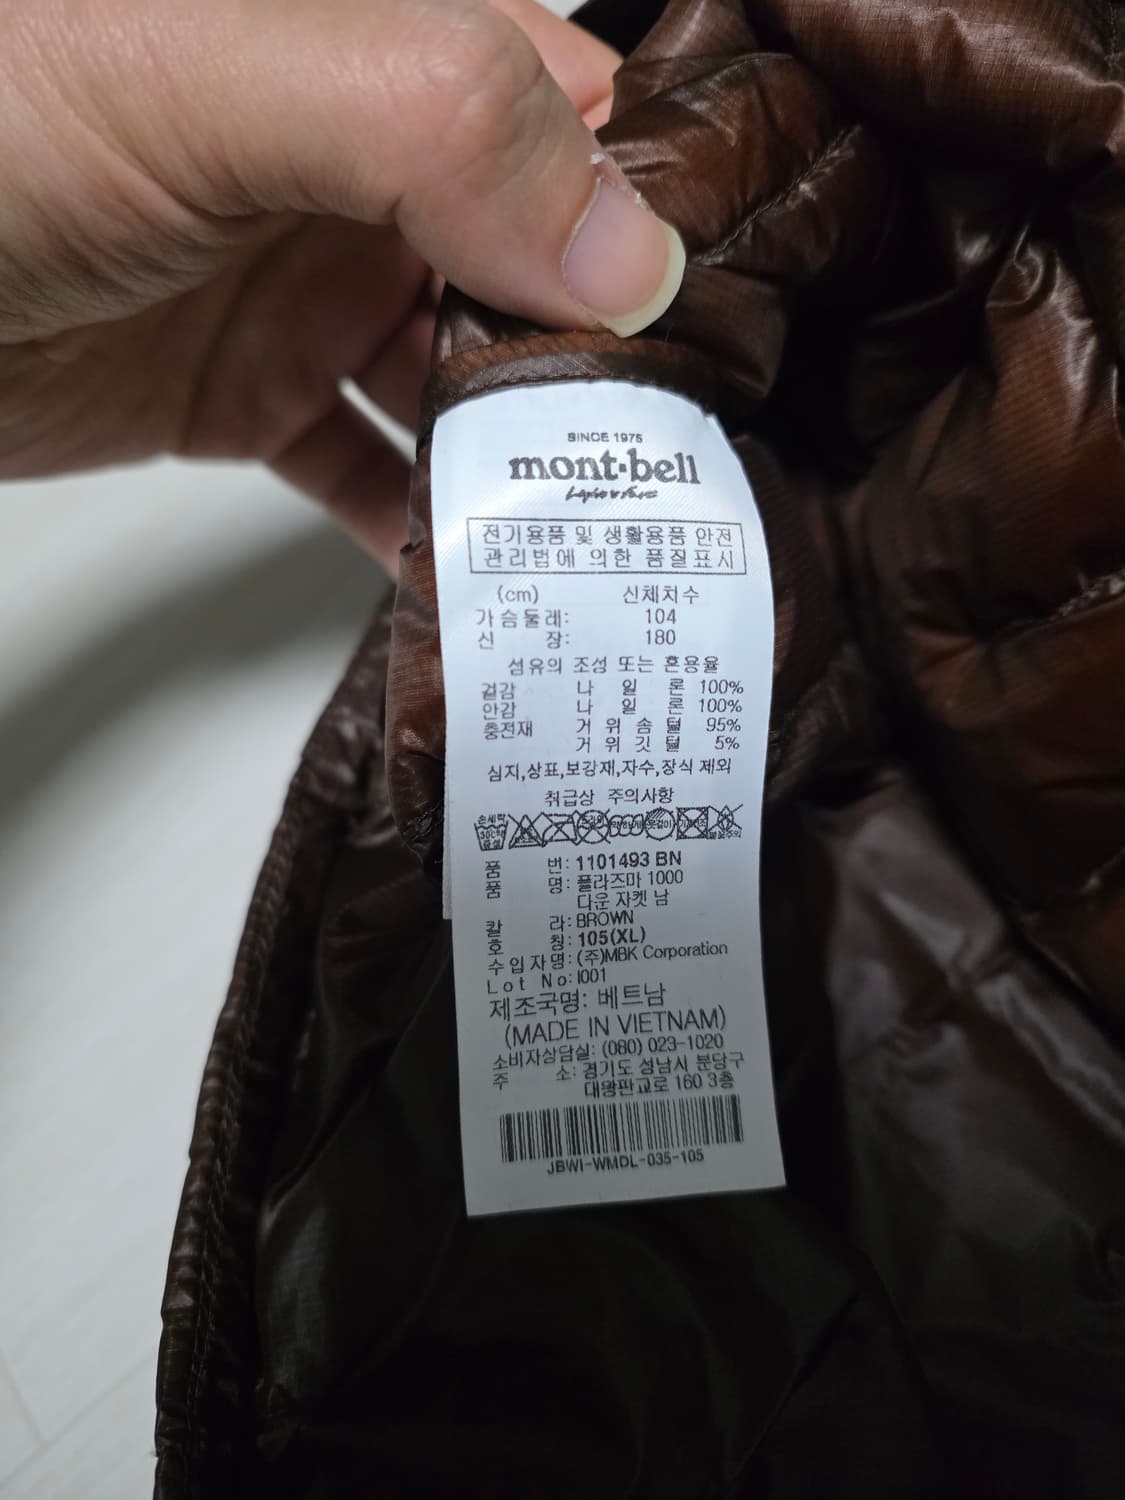 SINCE 1975
mont·bell
전기용품 및 생활용품 안전
관리법에 의한 품질표시
(cm) 신체치수
가슴둘레: 104
신 장: 180
섬유의 조성 또는 혼용율
겉감 나 일 론 100%
안감 나 일 론 100%
충전재 거 위 솜 털 95%
거 위 깃 털 5%
심지,상표,보강재,자수,장식 제외
취급상 주의사항
손세탁
30℃
품 번: 1101493 BN
품 명: 플라즈마 1000
다운 자켓 남
칼 라: BROWN
호 칭: 105(XL)
수입자명: (주)MBK Corporation
Lot No: I001
제조국명: 베트남
(MADE IN VIETNAM)
소비자상담실: (080) 023-1020
주 소: 경기도 성남시 분당구
대왕판교로 160 3층
JBWI-WMDL-035-105